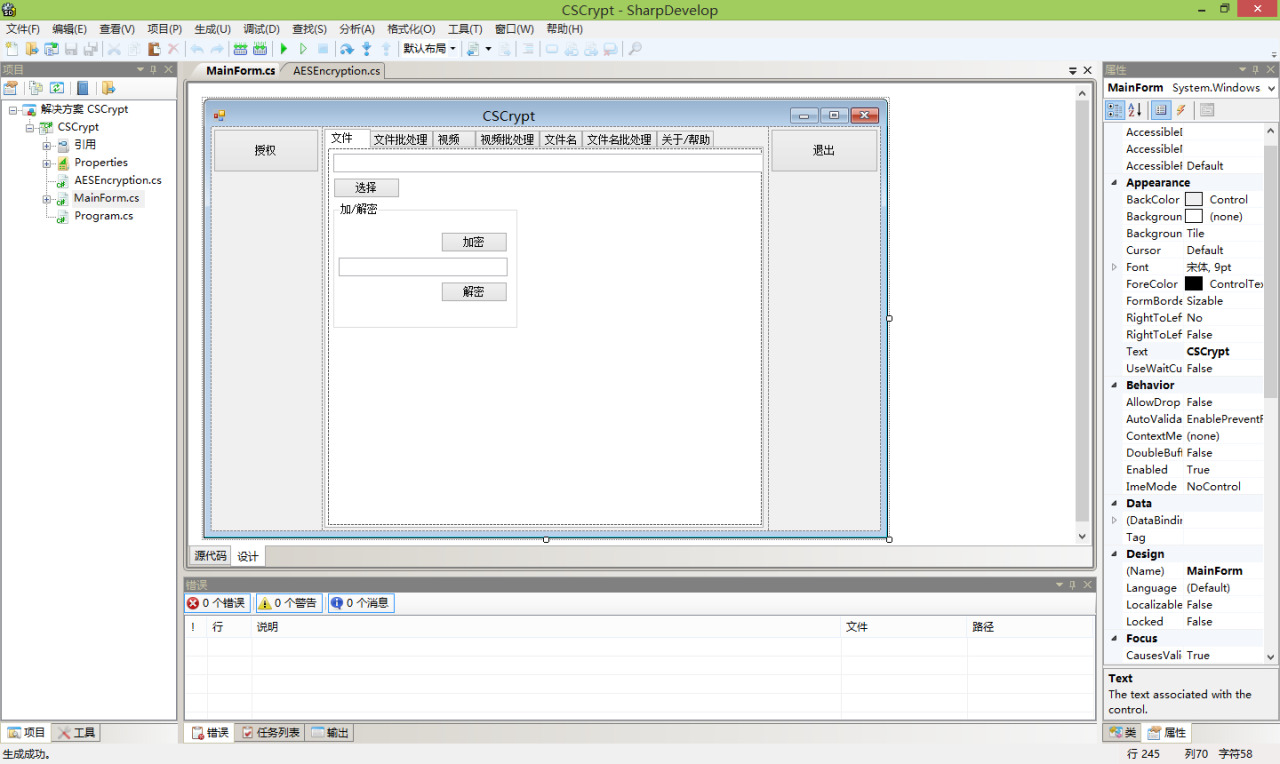 CSCrypt - SharpDevelop
文件(F) 编辑(E) 查看(V) 项目(P) 生成(U) 调试(D) 查找(S) 分析(A) 格式化(O) 工具(T) 窗口(W) 帮助(H)
默认布局
项目
解决方案 CSCrypt
CSCrypt
引用
Properties
AESEncryption.cs
MainForm.cs
Program.cs
项目 工具
MainForm.cs AESEncryption.cs
CSCrypt
授权
文件 文件批处理 视频 视频批处理 文件名 文件名批处理 关于/帮助
退出
选择
加/解密
加密
解密
源代码 设计
错误
0 个错误 0 个警告 0 个消息
! 行 说明 文件 路径
错误 任务列表 输出
属性
MainForm System.Windows
AccessibleI
AccessibleI
AccessibleI Default
Appearance
BackColor Control
Backgroun (none)
Backgroun Tile
Cursor Default
Font 宋体, 9pt
ForeColor ControlTex
FormBorde Sizable
RightToLef No
RightToLef False
Text CSCrypt
UseWaitCu False
Behavior
AllowDrop False
AutoValida EnablePreventF
ContextMe (none)
DoubleBuf False
Enabled True
ImeMode NoControl
Data
(DataBindin
Tag
Design
(Name) MainForm
Language (Default)
Localizable False
Locked False
Focus
CausesVali True
Text
The text associated with the
control.
类 属性
生成成功。
行 245 列70 字符58